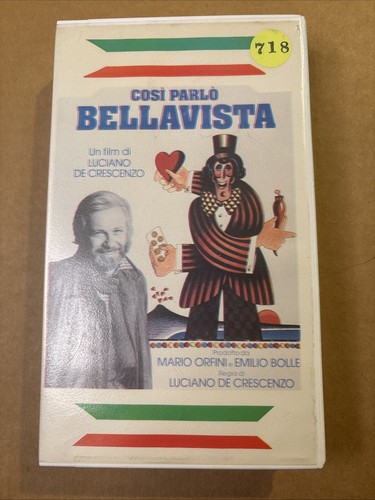 718
COSÌ PARLÒ
BELLAVISTA
Un film di
LUCIANO
DE CRESCENZO
Prodotto da
MARIO ORFINI e EMILIO BOLLE
Regia di
LUCIANO DE CRESCENZO